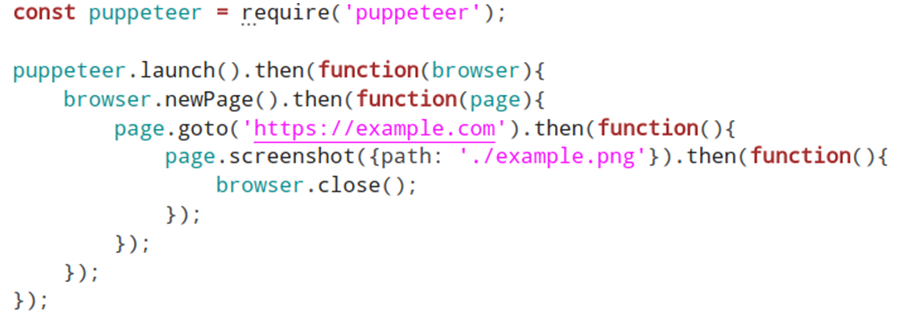 const puppeteer = require('puppeteer');

puppeteer.launch().then(function(browser){
    browser.newPage().then(function(page){
        page.goto('https://example.com').then(function(){
            page.screenshot({path: './example.png'}).then(function(){
                browser.close();
            });
        });
    });
});